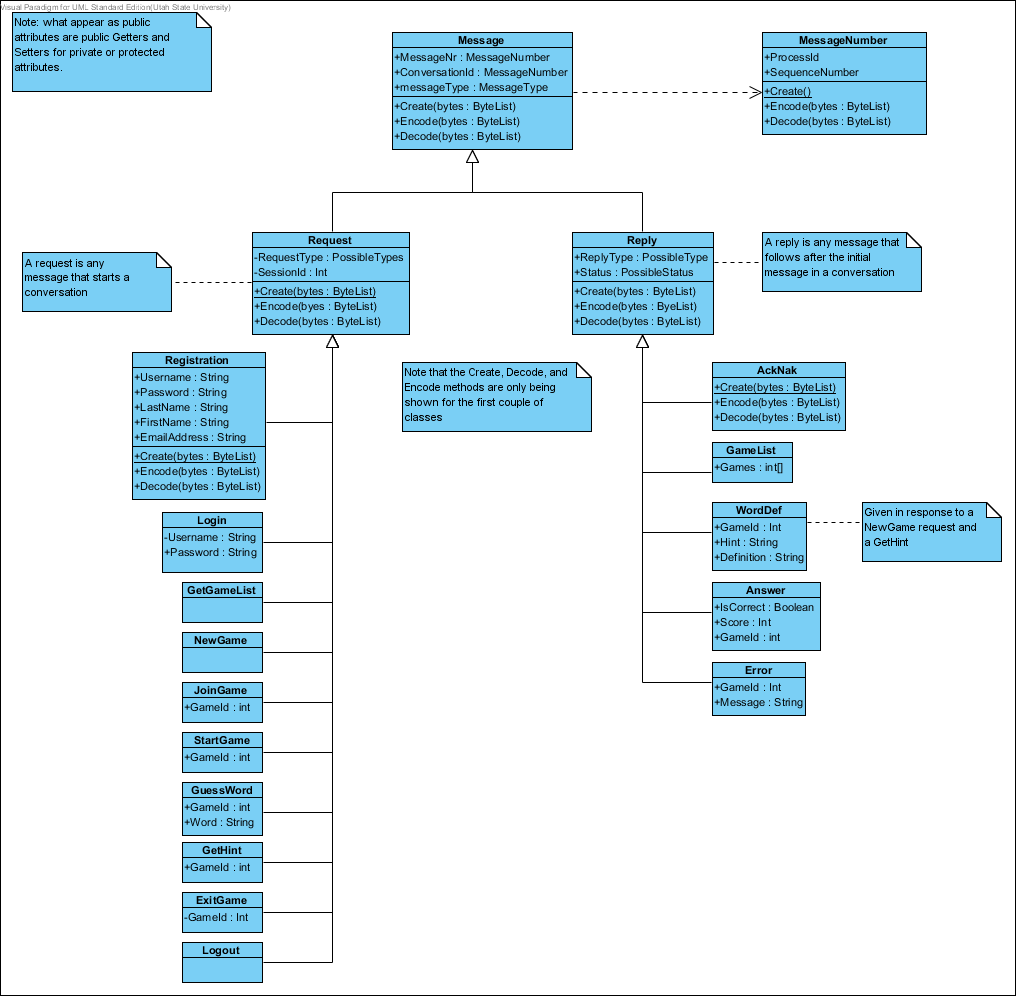 Visual Paradigm for UML Standard Edition(Utah State University)
Note: what appear as public
attributes are public Getters and
Setters for private or protected
attributes.
Message
+MessageNr : MessageNumber
+ConversationId : MessageNumber
+messageType : MessageType
+Create(bytes : ByteList)
+Encode(bytes : ByteList)
+Decode(bytes : ByteList)
MessageNumber
+ProcessId
+SequenceNumber
+Create()
+Encode(bytes : ByteList)
+Decode(bytes : ByteList)
A request is any
message that starts a
conversation
Request
-RequestType : PossibleTypes
-SessionId : Int
+Create(bytes : ByteList)
+Encode(byes : ByteList)
+Decode(bytes : ByteList)
Reply
+ReplyType : PossibleType
+Status : PossibleStatus
+Create(bytes : ByteList)
+Encode(bytes : ByteList)
+Decode(bytes : ByteList)
A reply is any message that
follows after the initial
message in a conversation
Registration
+Username : String
+Password : String
+LastName : String
+FirstName : String
+EmailAddress : String
+Create(bytes : ByteList)
+Encode(bytes : ByteList)
+Decode(bytes : ByteList)
Note that the Create, Decode, and
Encode methods are only being
shown for the first couple of
classes
AckNak
+Create(bytes : ByteList)
+Encode(bytes : ByteList)
+Decode(bytes : ByteList)
GameList
+Games : int[]
WordDef
+GameId : Int
+Hint : String
+Definition : String
Given in response to a
NewGame request and
a GetHint
Answer
+IsCorrect : Boolean
+Score : Int
+GameId : int
Error
+GameId : Int
+Message : String
Login
-Username : String
+Password : String
GetGameList
NewGame
JoinGame
+GameId : int
StartGame
+GameId : int
GuessWord
+GameId : int
+Word : String
GetHint
+GameId : int
ExitGame
-GameId : Int
Logout